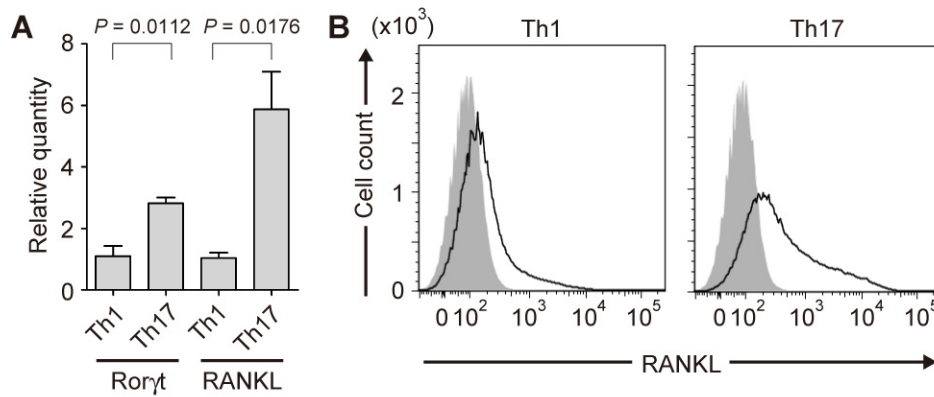 A
P = 0.0112 P = 0.0176
8
6
4
2
0
Relative quantity
Th1 Th17 Th1 Th17
Rorγt RANKL
B (x10³) Th1 Th17
2
1
0
Cell count
0 10² 10³ 10⁴ 10⁵ 0 10² 10³ 10⁴ 10⁵
RANKL